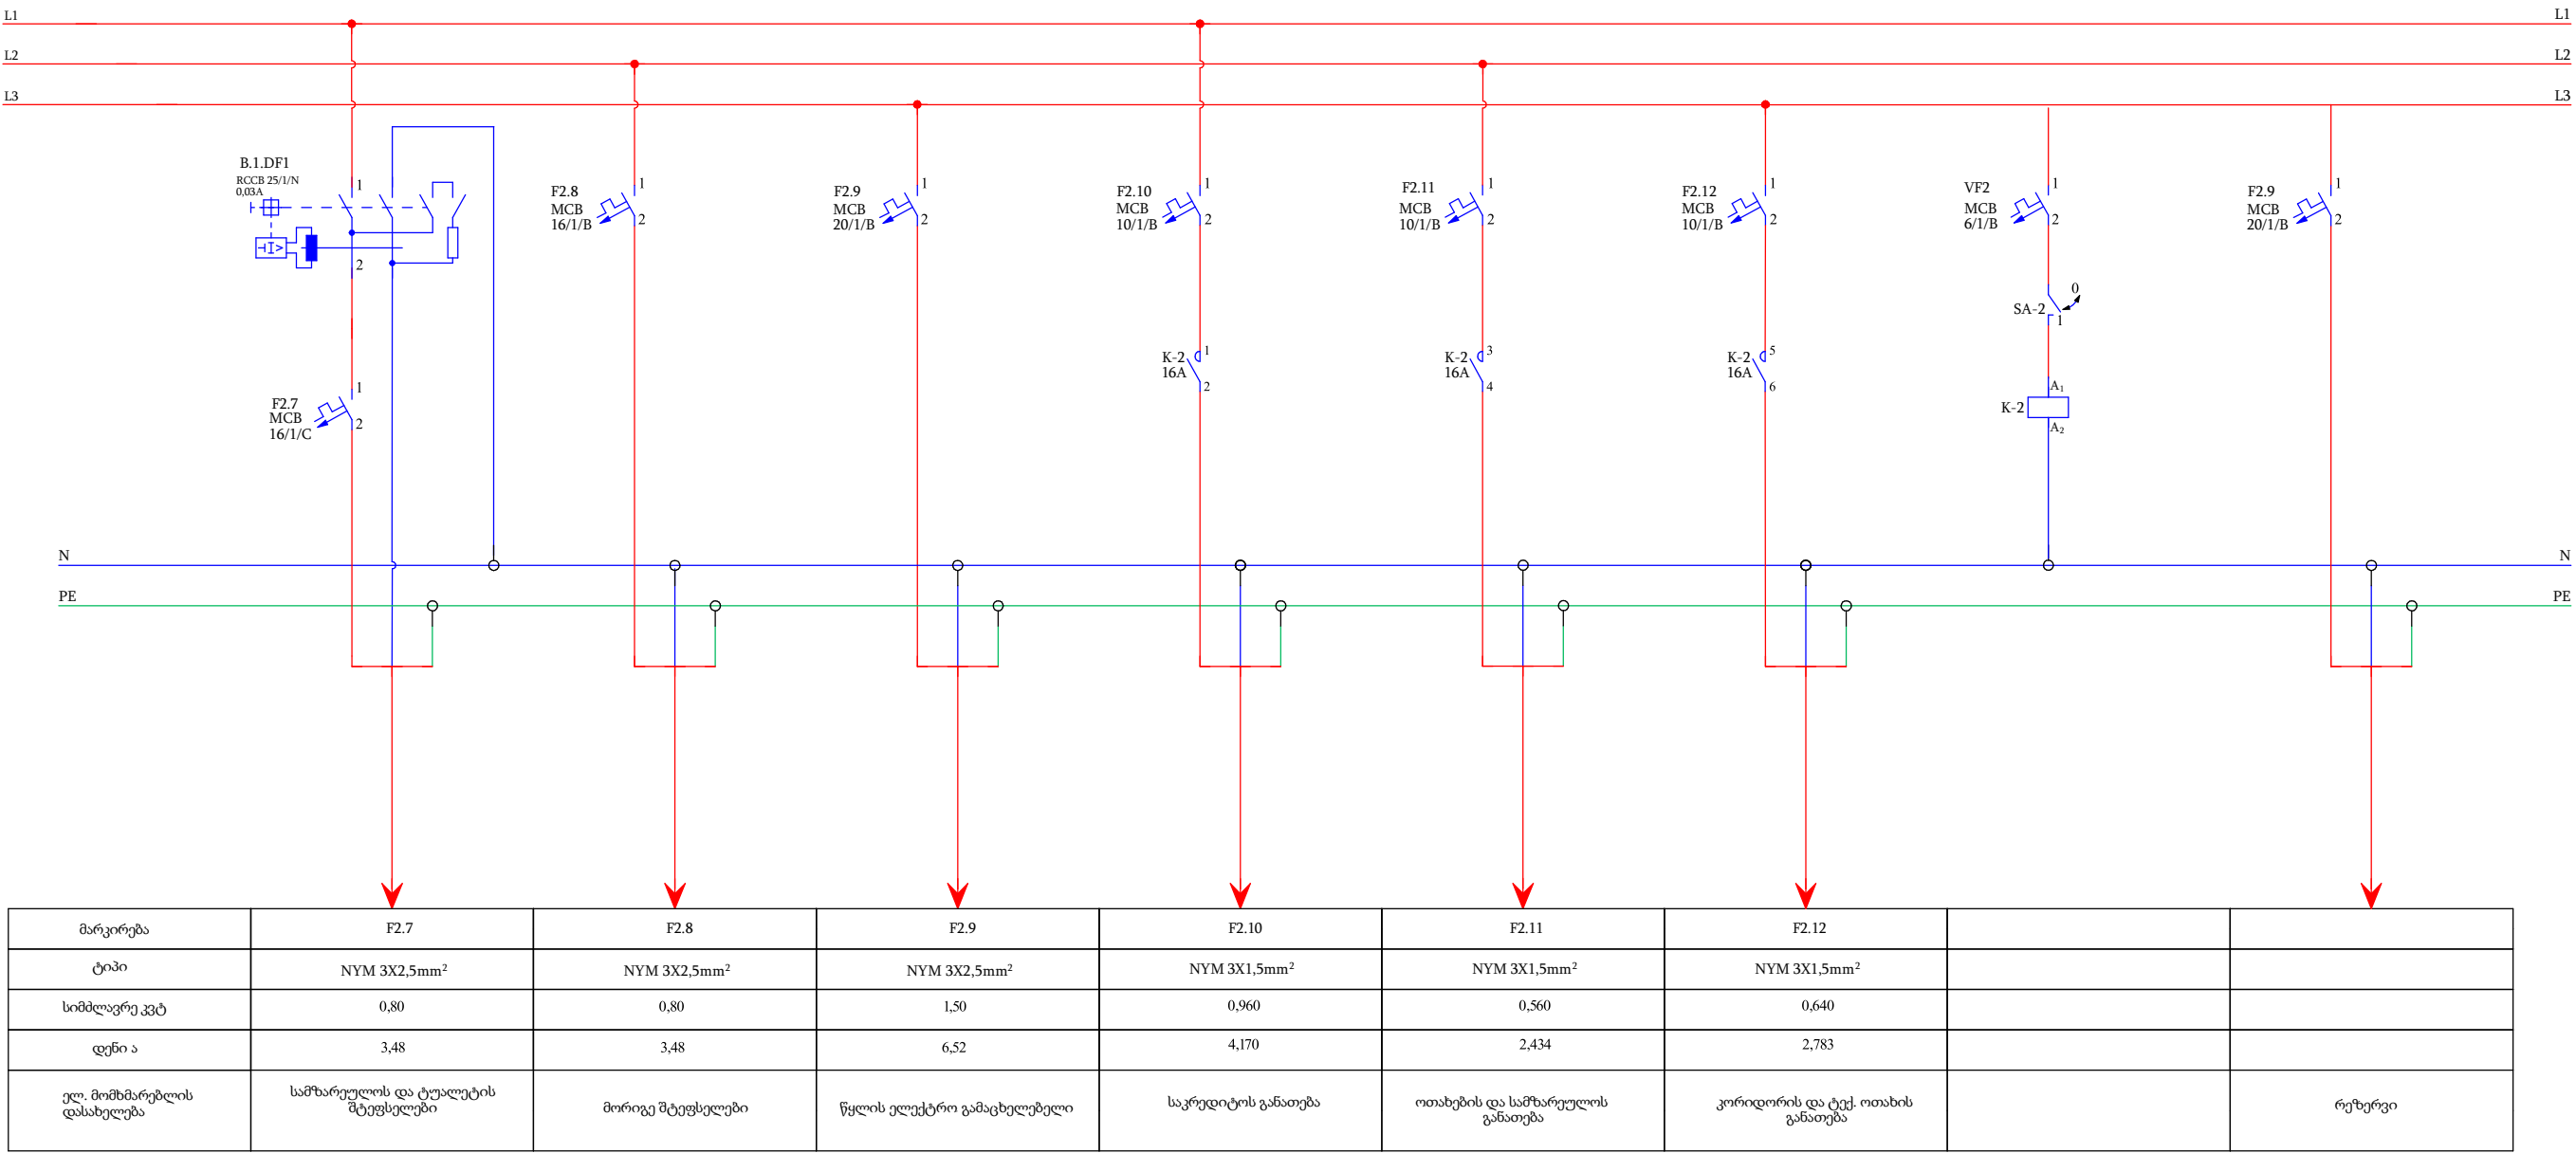 L1 L1
L2 L2
L3 L3
B.1.DF1
RCCB 25/1/N
0,03A
1
2
F2.7
MCB
16/1/C
1
2
F2.8
MCB
16/1/B
1
2
F2.9
MCB
20/1/B
1
2
F2.10
MCB
10/1/B
1
2
K-2
16A
1
2
F2.11
MCB
10/1/B
1
2
K-2
16A
3
4
F2.12
MCB
10/1/B
1
2
K-2
16A
5
6
VF2
MCB
6/1/B
1
2
SA-2
0
1
K-2
A₁
A₂
F2.9
MCB
20/1/B
1
2
N N
PE PE
მარკირება F2.7 F2.8 F2.9 F2.10 F2.11 F2.12
ტიპი NYM 3X2,5mm² NYM 3X2,5mm² NYM 3X2,5mm² NYM 3X1,5mm² NYM 3X1,5mm² NYM 3X1,5mm²
სიმძლავრე კვტ 0,80 0,80 1,50 0,960 0,560 0,640
დენი ა 3,48 3,48 6,52 4,170 2,434 2,783
ელ. მომხმარებლის
დასახელება
სამზარეულოს და ტუალეტის
შტეფსელები
მორიგე შტეფსელები
წყლის ელექტრო გამაცხელებელი
საკრედიტოს განათება
ოთახების და სამზარეულოს
განათება
კორიდორის და ტექ. ოთახის
განათება
რეზერვი